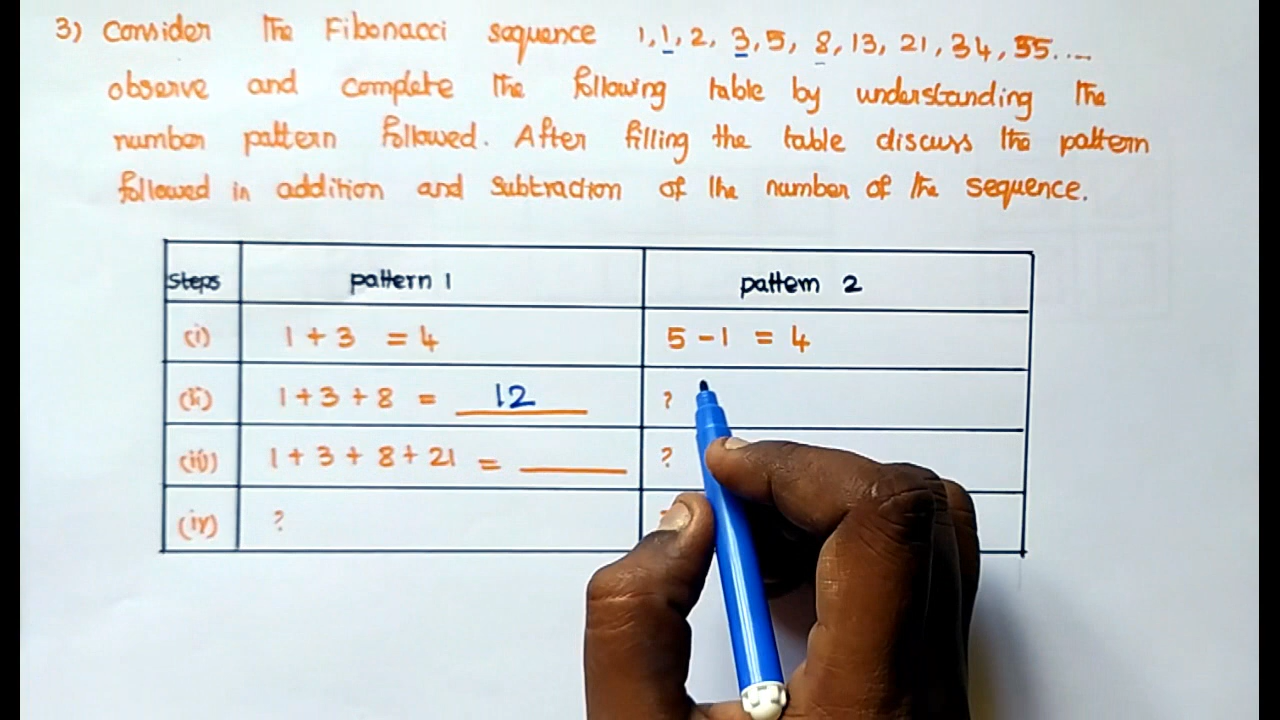 3) Consider the Fibonacci sequence 1, 1, 2, 3, 5, 8, 13, 21, 34, 55....
observe and complete the following table by understanding the
number pattern followed. After filling the table discuss the pattern
followed in addition and subtraction of the number of the sequence.
steps pattern 1 pattern 2
(i) 1 + 3 = 4 5 - 1 = 4
(ii) 1 + 3 + 8 = 12 ?
(iii) 1 + 3 + 8 + 21 = ____ ?
(iv) ?